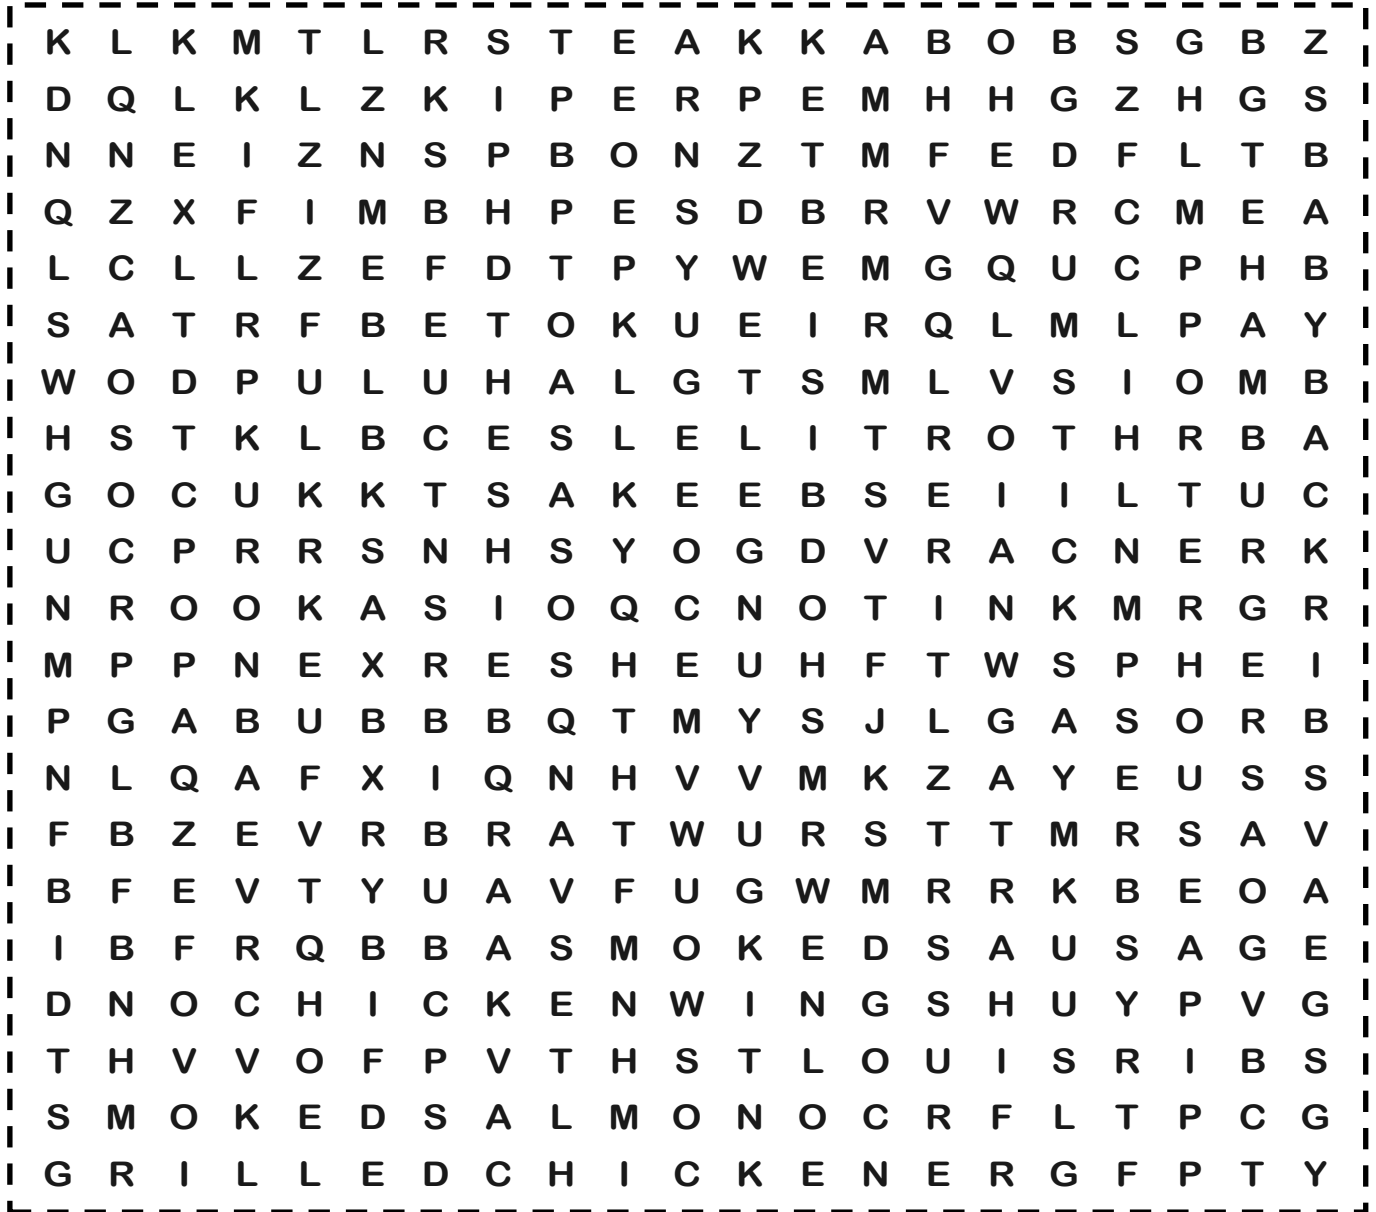 K L K M T L R S T E A K K A B O B S G B Z
D Q L K L Z K I P E R P E M H H G Z H G S
N N E I Z N S P B O N Z T M F E D F L T B
Q Z X F I M B H P E S D B R V W R C M E A
L C L L Z E F D T P Y W E M G Q U C P H B
S A T R F B E T O K U E I R Q L M L P A Y
W O D P U L U H A L G T S M L V S I O M B
H S T K L B C E S L E L I T R O T H R B A
G O C U K K T S A K E E B S E I I L T U C
U C P R R S N H S Y O G D V R A C N E R K
N R O O K A S I O Q C N O T I N K M R G R
M P P N E X R E S H E U H F T W S P H E I
P G A B U B B B Q T M Y S J L G A S O R B
N L Q A F X I Q N H V V M K Z A Y E U S S
F B Z E V R B R A T W U R S T T M R S A V
B F E V T Y U A V F U G W M R R K B E O A
I B F R Q B B A S M O K E D S A U S A G E
D N O C H I C K E N W I N G S H U Y P V G
T H V V O F P V T H S T L O U I S R I B S
S M O K E D S A L M O N O C R F L T P C G
G R I L L E D C H I C K E N E R G F P T Y